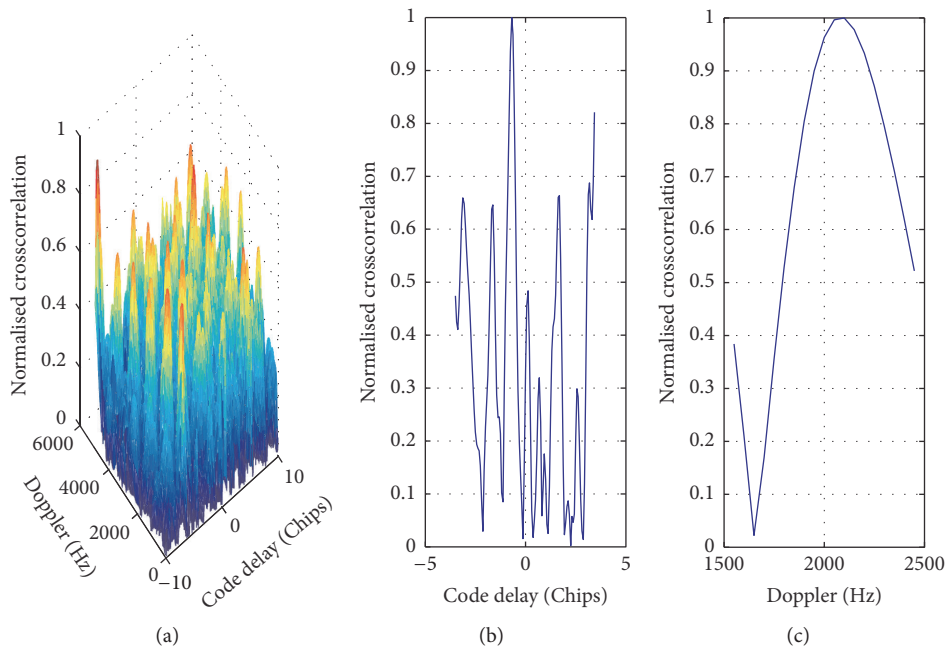 1
0.8
0.6
0.4
0.2
0
Normalised crosscorrelation
6000
4000
2000
0
Doppler (Hz)
−10
0
10
Code delay (Chips)
(a)
1
0.9
0.8
0.7
0.6
0.5
0.4
0.3
0.2
0.1
0
Normalised crosscorrelation
−5 0 5
Code delay (Chips)
(b)
1
0.9
0.8
0.7
0.6
0.5
0.4
0.3
0.2
0.1
0
Normalised crosscorrelation
1500 2000 2500
Doppler (Hz)
(c)